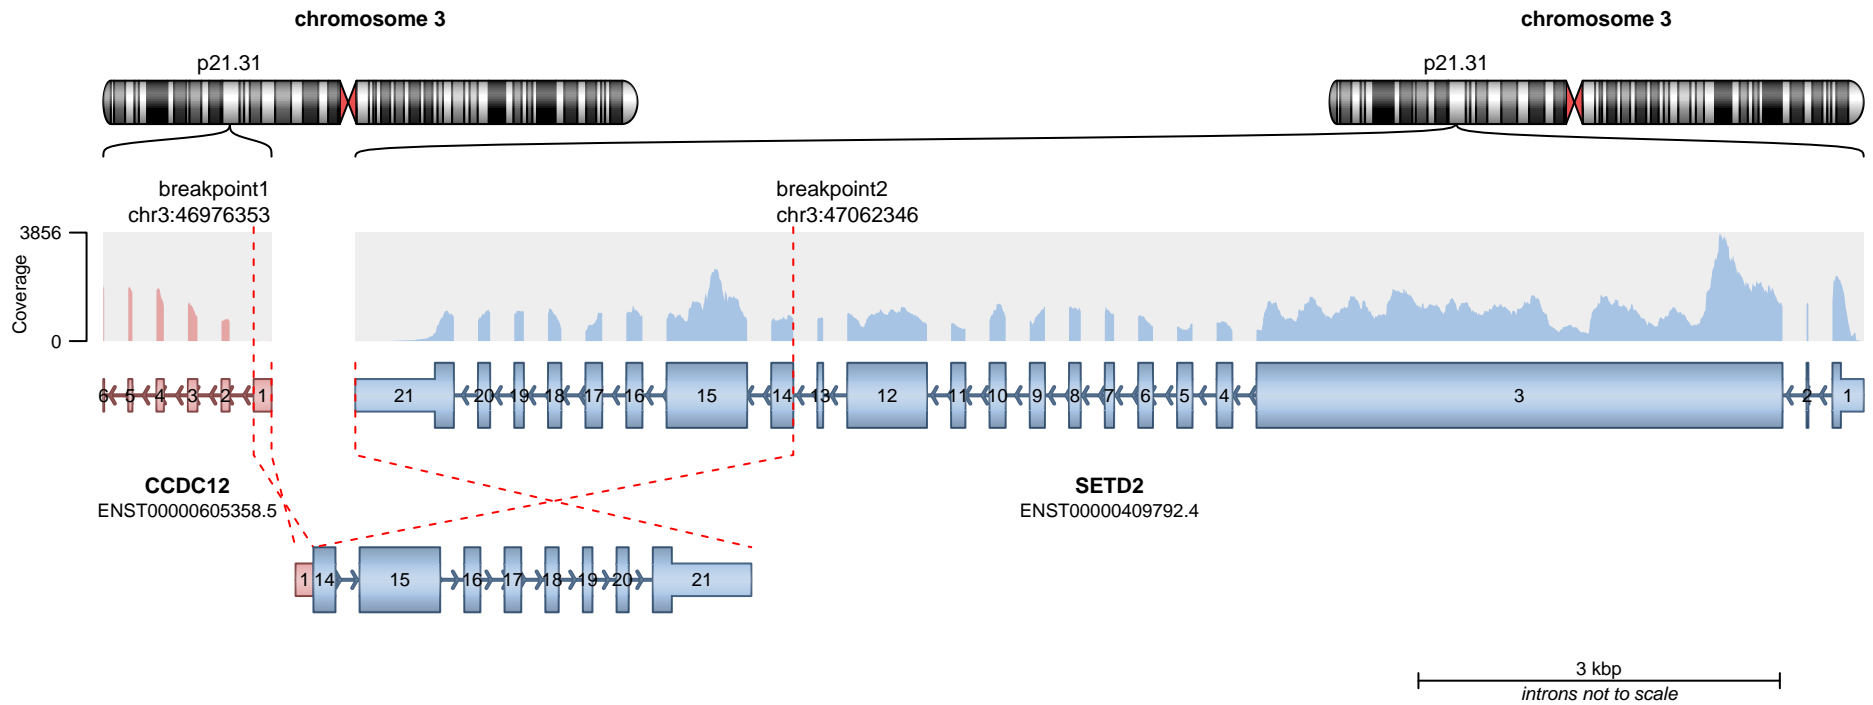 chromosome 3
chromosome 3
p21.31
p21.31
breakpoint1
chr3:46976353
breakpoint2
chr3:47062346
3856
0
Coverage
6 5 4 3 2 1
21 20 19 18 17 16 15 14 13 12 11 10 9 8 7 6 5 4 3 2 1
CCDC12
ENST00000605358.5
SETD2
ENST00000409792.4
1 14 15 16 17 18 19 20 21
3 kbp
introns not to scale